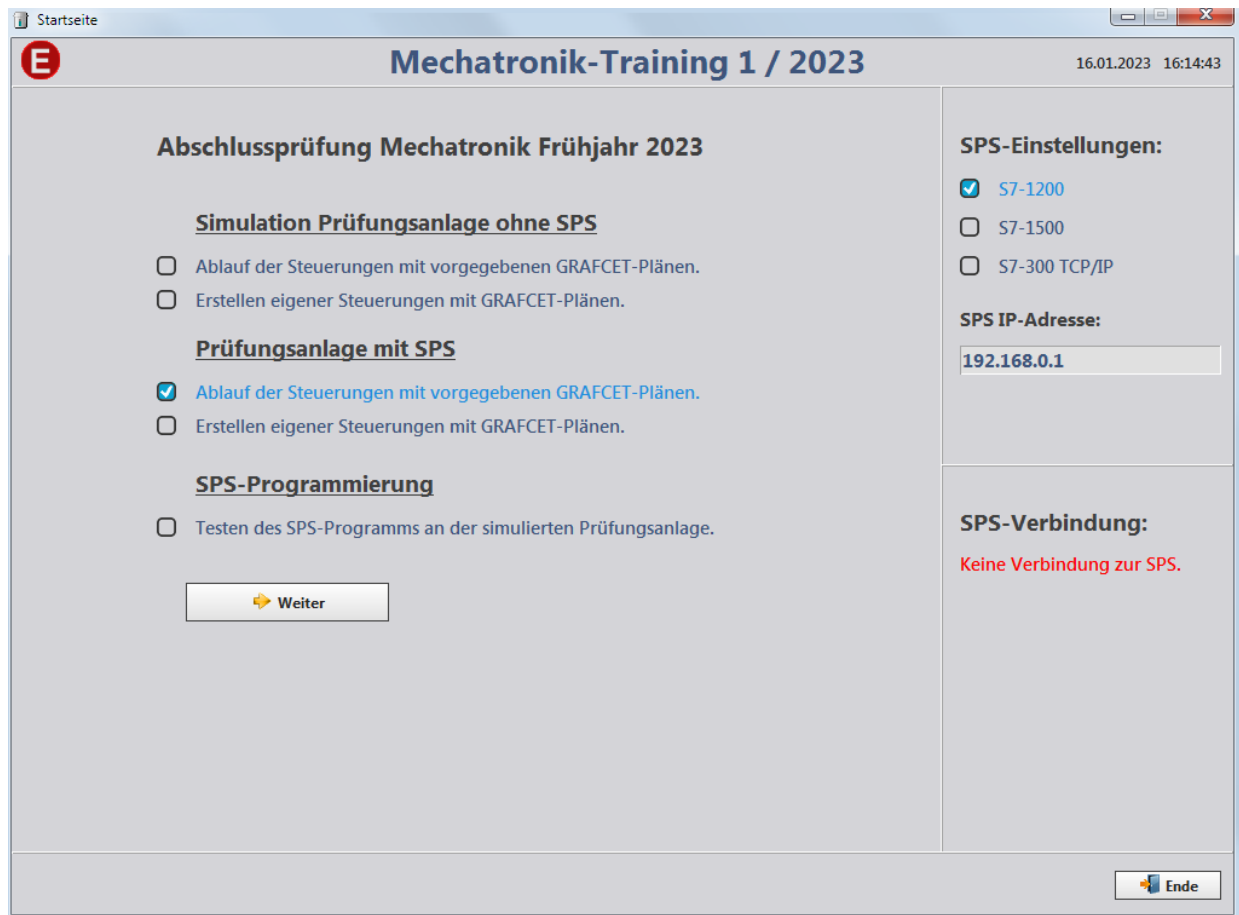 Startseite
E
Mechatronik-Training 1 / 2023
16.01.2023 16:14:43
Abschlussprüfung Mechatronik Frühjahr 2023
Simulation Prüfungsanlage ohne SPS
Ablauf der Steuerungen mit vorgegebenen GRAFCET-Plänen.
Erstellen eigener Steuerungen mit GRAFCET-Plänen.
Prüfungsanlage mit SPS
Ablauf der Steuerungen mit vorgegebenen GRAFCET-Plänen.
Erstellen eigener Steuerungen mit GRAFCET-Plänen.
SPS-Programmierung
Testen des SPS-Programms an der simulierten Prüfungsanlage.
Weiter
SPS-Einstellungen:
S7-1200
S7-1500
S7-300 TCP/IP
SPS IP-Adresse:
192.168.0.1
SPS-Verbindung:
Keine Verbindung zur SPS.
Ende